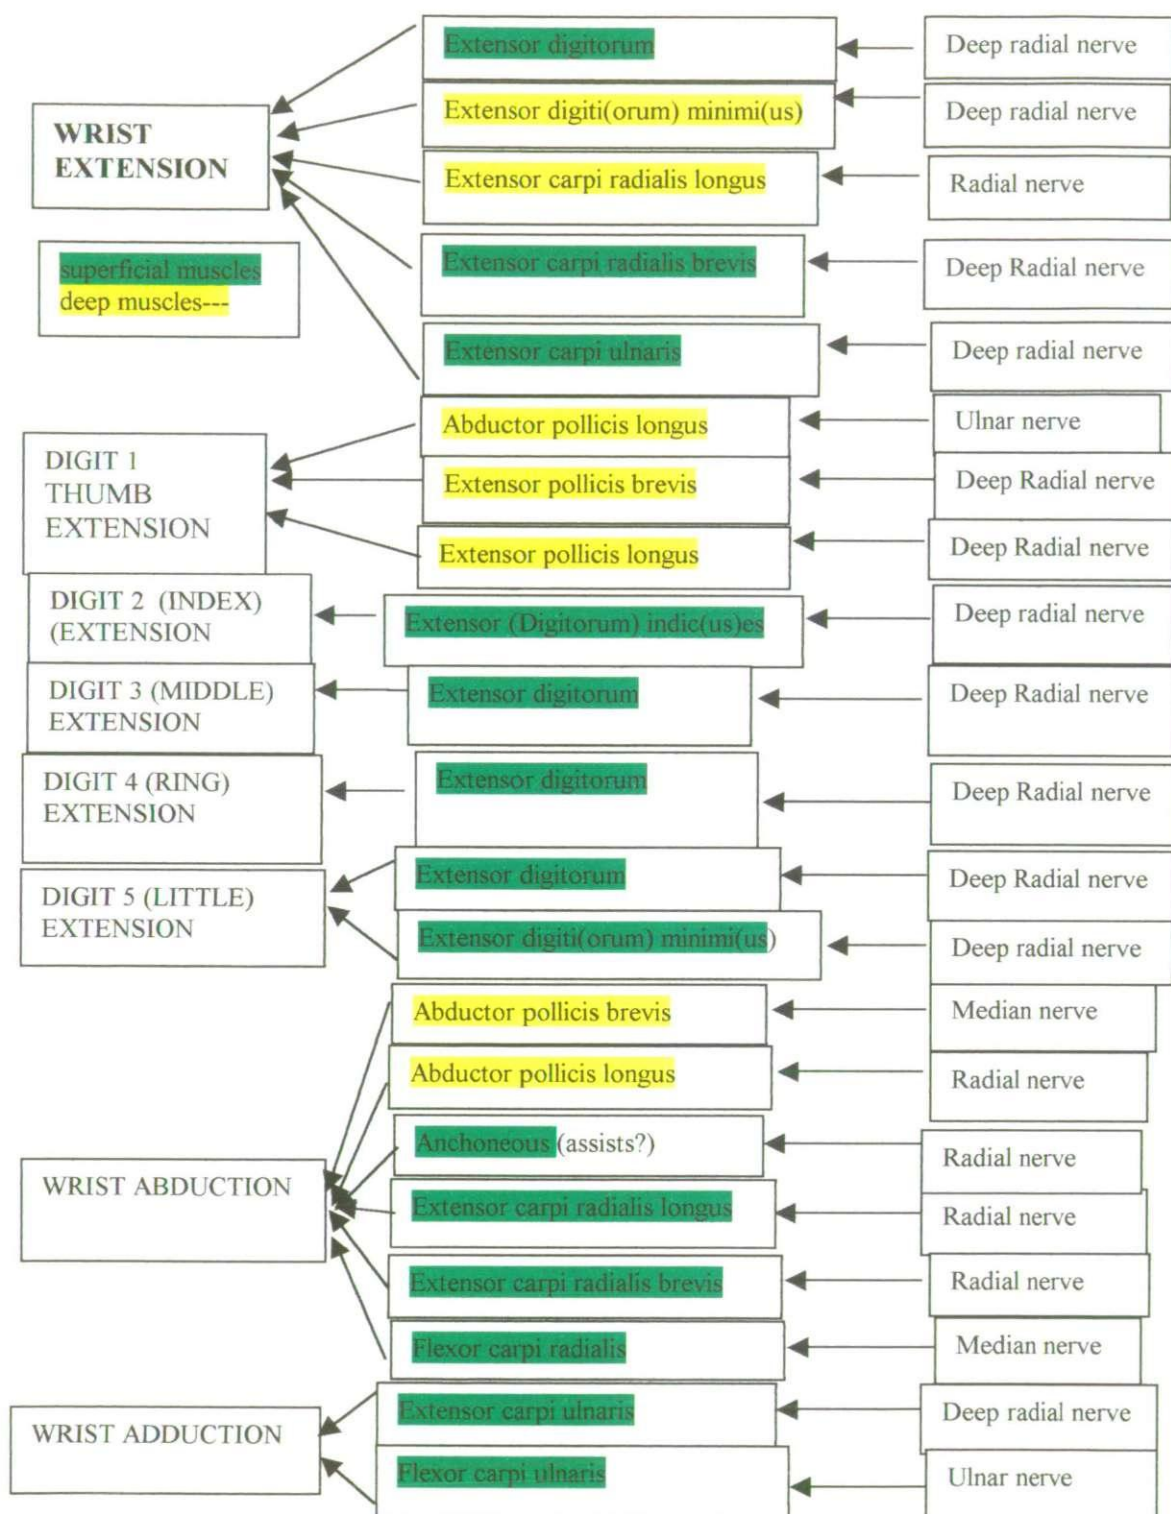 Extensor digitorum
Deep radial nerve
WRIST
EXTENSION
Extensor digiti(orum) minimi(us)
Deep radial nerve
Extensor carpi radialis longus
Radial nerve
superficial muscles
deep muscles---
Extensor carpi radialis brevis
Deep Radial nerve
Extensor carpi ulnaris
Deep radial nerve
DIGIT 1
THUMB
EXTENSION
Abductor pollicis longus
Ulnar nerve
Extensor pollicis brevis
Deep Radial nerve
Extensor pollicis longus
Deep Radial nerve
DIGIT 2 (INDEX)
(EXTENSION
Extensor (Digitorum) indic(us)es
Deep radial nerve
DIGIT 3 (MIDDLE)
EXTENSION
Extensor digitorum
Deep Radial nerve
DIGIT 4 (RING)
EXTENSION
Extensor digitorum
Deep Radial nerve
DIGIT 5 (LITTLE)
EXTENSION
Extensor digitorum
Deep Radial nerve
Extensor digiti(orum) minimi(us)
Deep radial nerve
WRIST ABDUCTION
Abductor pollicis brevis
Median nerve
Abductor pollicis longus
Radial nerve
Anchoneous (assists?)
Radial nerve
Extensor carpi radialis longus
Radial nerve
Extensor carpi radialis brevis
Radial nerve
Flexor carpi radialis
Median nerve
WRIST ADDUCTION
Extensor carpi ulnaris
Deep radial nerve
Flexor carpi ulnaris
Ulnar nerve